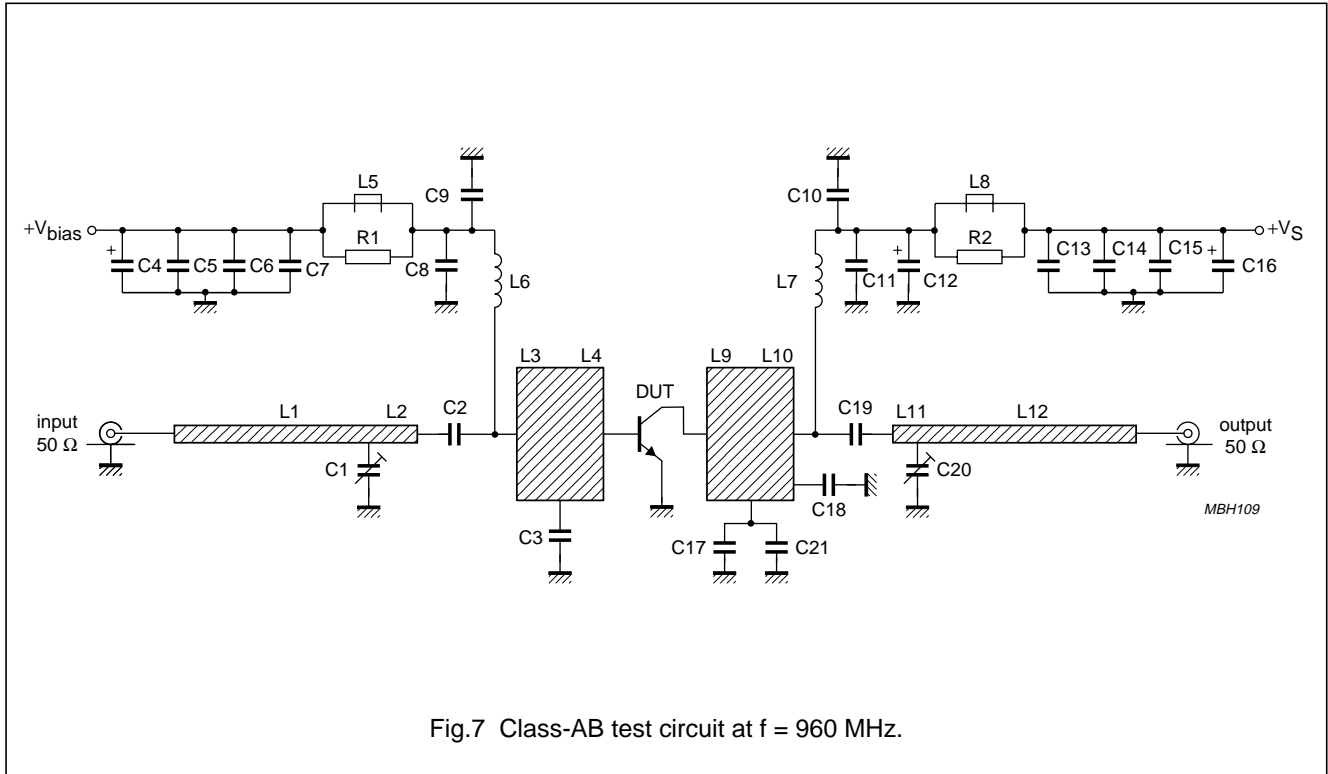 C9
L5
C10
L8
+Vbias
R1
R2
+VS
+
C4
C5
C6
C7
C8
L6
L7
C11
+
C12
C13
C14
C15
+
C16
L3
L4
DUT
L9
L10
input
50 Ω
L1
L2
C2
C19
L11
L12
output
50 Ω
C1
C18
C20
C3
C17
C21
MBH109
Fig.7 Class-AB test circuit at f = 960 MHz.